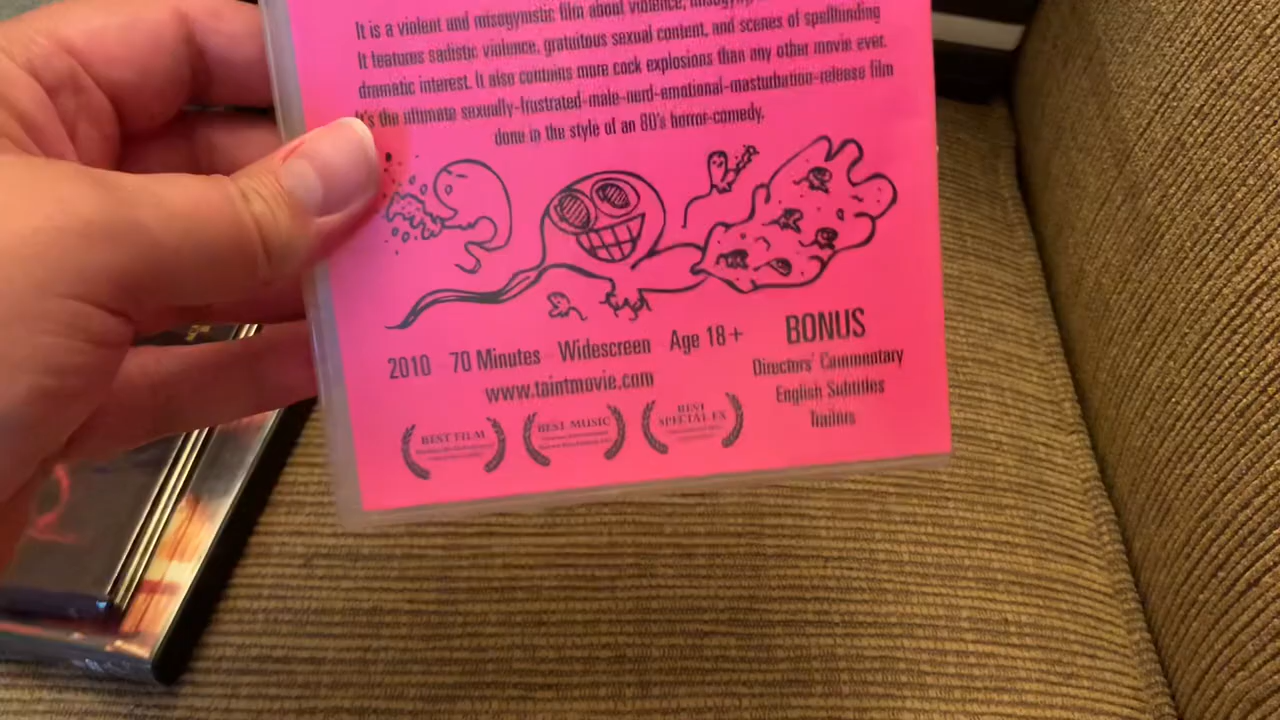 It is a violent and misogymstic film about violence,
It features sadistic violence, gratuitous sexual content, and scenes of spellfunding
dramatic interest. It also contains more cock explosions than any other movie ever.
It's the ultimate sexually-frustrated-male-nerd-emotional-masturbation-release film
done in the style of an 80's horror-comedy.
2010 70 Minutes Widescreen Age 18+
www.taintmovie.com
BEST FILM
BEST MUSIC
BEST
SPECIAL FX
BONUS
Directors' Commentary
English Subtitles
Trailers